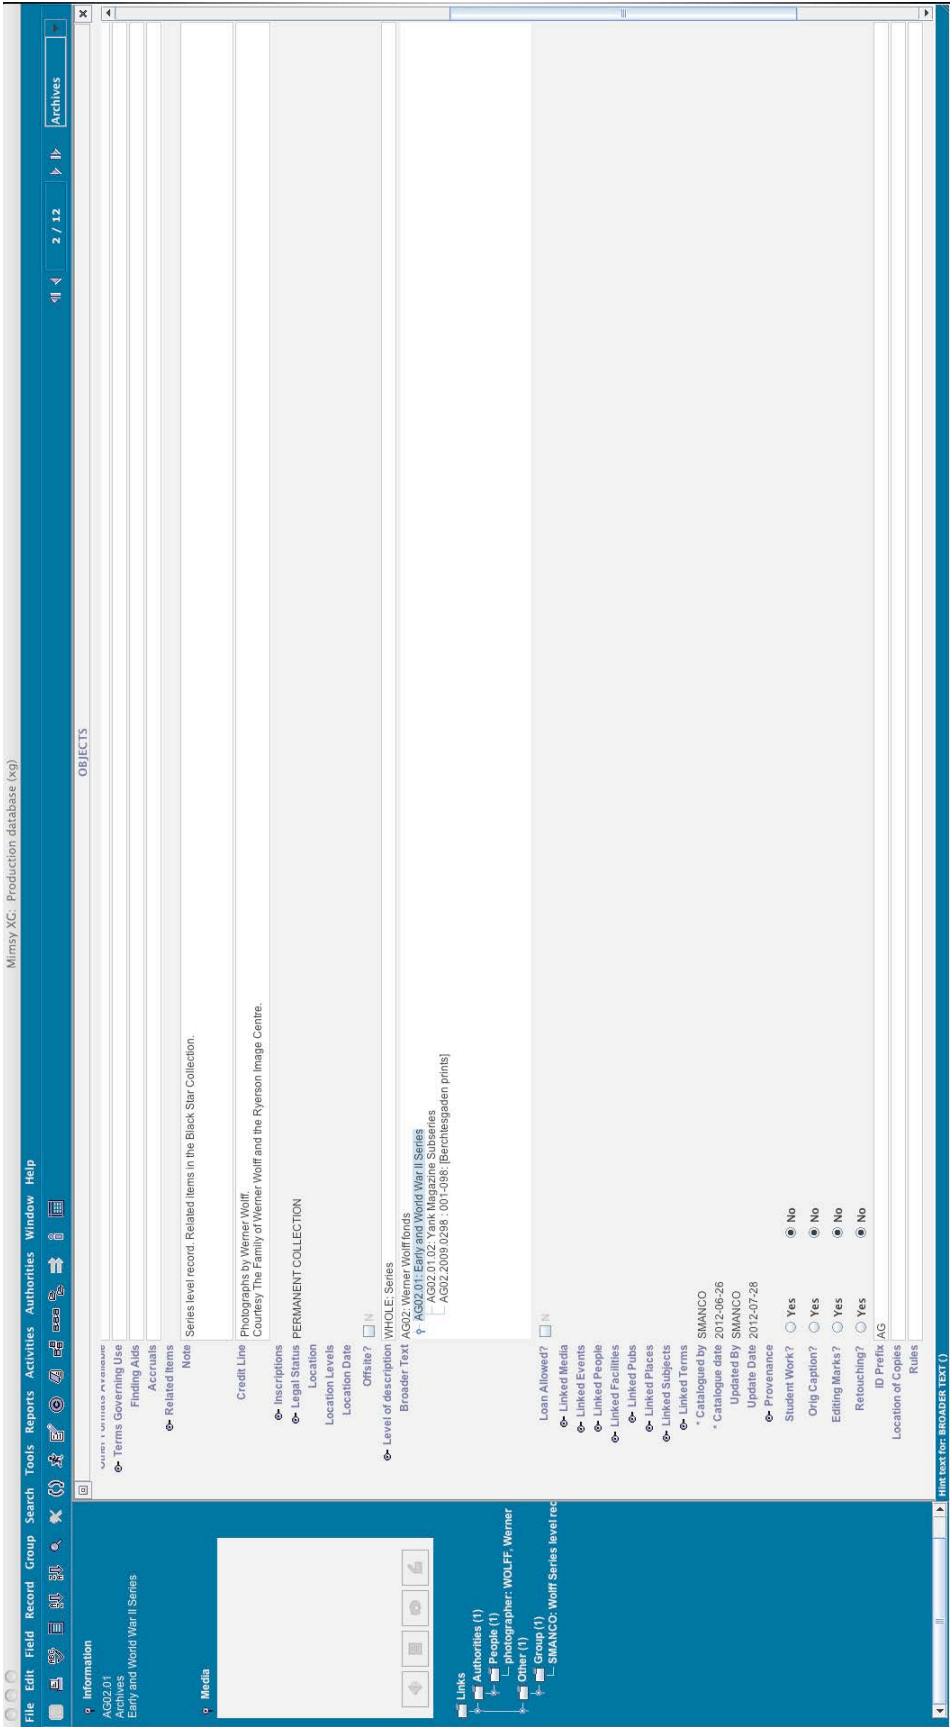 Mimsy XG: Production database (xg)
File Edit Field Record Group Search Tools Reports Activities Authorities Window Help
2 / 12
Archives
Information
AG02.01
Archives
Early and World War II Series
Media
Links
Authorities (1)
People (1)
photographer: WOLFF, Werner
Other (1)
Group (1)
SMANCO: Wolff Series level rec
OBJECTS
Other Formats Available
Terms Governing Use
Finding Aids
Accruals
Related Items
Note Series level record. Related items in the Black Star Collection.
Credit Line Photographs by Werner Wolff.
Courtesy The Family of Werner Wolff and the Ryerson Image Centre.
Inscriptions
Legal Status PERMANENT COLLECTION
Location
Location Levels
Location Date
Offsite? N
Level of description WHOLE: Series
Broader Text AG02: Werner Wolff fonds
AG02.01: Early and World War II Series
AG02.01.02: Yank Magazine Subseries
AG02.2009.0298 : 001-098: [Berchtesgaden prints]
Loan Allowed? N
Linked Media
Linked Events
Linked People
Linked Facilities
Linked Pubs
Linked Places
Linked Subjects
Linked Terms
* Catalogued by SMANCO
* Catalogue date 2012-06-26
Updated By SMANCO
Update Date 2012-07-28
Provenance
Student Work? Yes No
Orig Caption? Yes No
Editing Marks? Yes No
Retouching? Yes No
ID Prefix AG
Location of Copies
Rules
Hint text for: BROADER TEXT ()